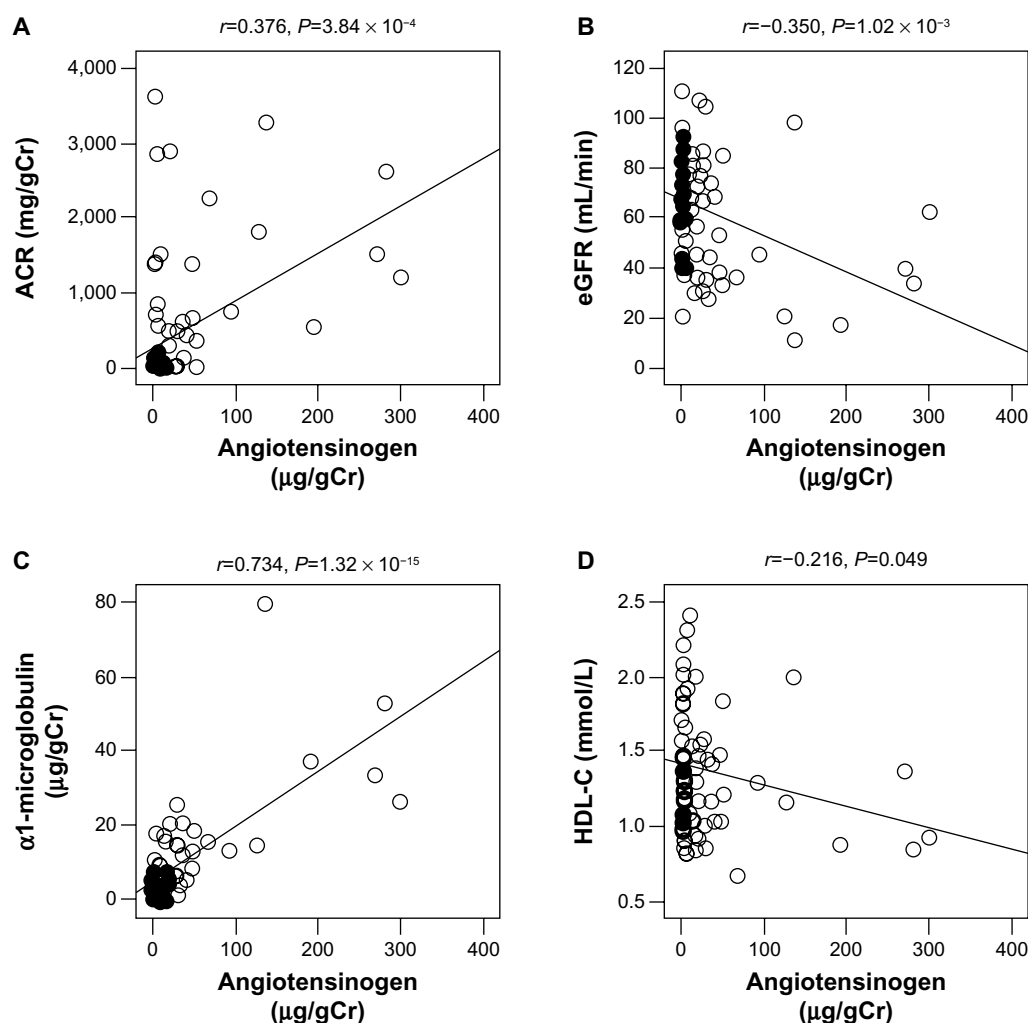 A
r=0.376, P=3.84 × 10⁻⁴
4,000
3,000
2,000
1,000
0
ACR (mg/gCr)
0 100 200 300 400
Angiotensinogen
(μg/gCr)
B
r=−0.350, P=1.02 × 10⁻³
120
100
80
60
40
20
0
eGFR (mL/min)
0 100 200 300 400
Angiotensinogen
(μg/gCr)
C
r=0.734, P=1.32 × 10⁻¹⁵
80
60
40
20
0
α1-microglobulin
(μg/gCr)
0 100 200 300 400
Angiotensinogen
(μg/gCr)
D
r=−0.216, P=0.049
2.5
2.0
1.5
1.0
0.5
HDL-C (mmol/L)
0 100 200 300 400
Angiotensinogen
(μg/gCr)